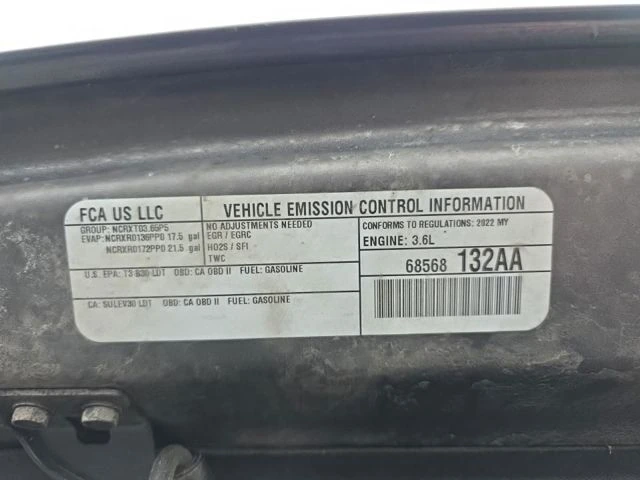 FCA US LLC
GROUP: NCRXT03.65P5
EVAP: NCRXR0136PP0 17.5 gal
NCRXR0172PP0 21.5 gal
VEHICLE EMISSION CONTROL INFORMATION
NO ADJUSTMENTS NEEDED
EGR / EGRC
HO2S / SFI
TWC
CONFORMS TO REGULATIONS: 2022 MY
ENGINE: 3.6L
68568 132AA
U.S. EPA: T3 B30 LDT OBD: CA OBD II FUEL: GASOLINE
CA: SULEV30 LDT OBD: CA OBD II FUEL: GASOLINE